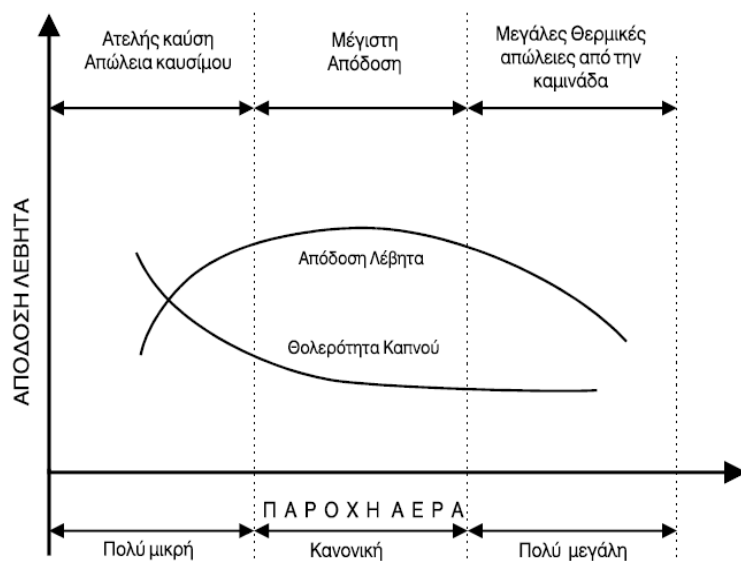 Ατελής καύση
Απώλεια καυσίμου
Μέγιστη
Απόδοση
Μεγάλες Θερμικές
απώλειες από την
καμινάδα
ΑΠΟΔΟΣΗ ΛΕΒΗΤΑ
Απόδοση Λέβητα
Θολερότητα Καπνού
ΠΑΡΟΧΗ ΑΕΡΑ
Πολύ μικρή
Κανονική
Πολύ μεγάλη